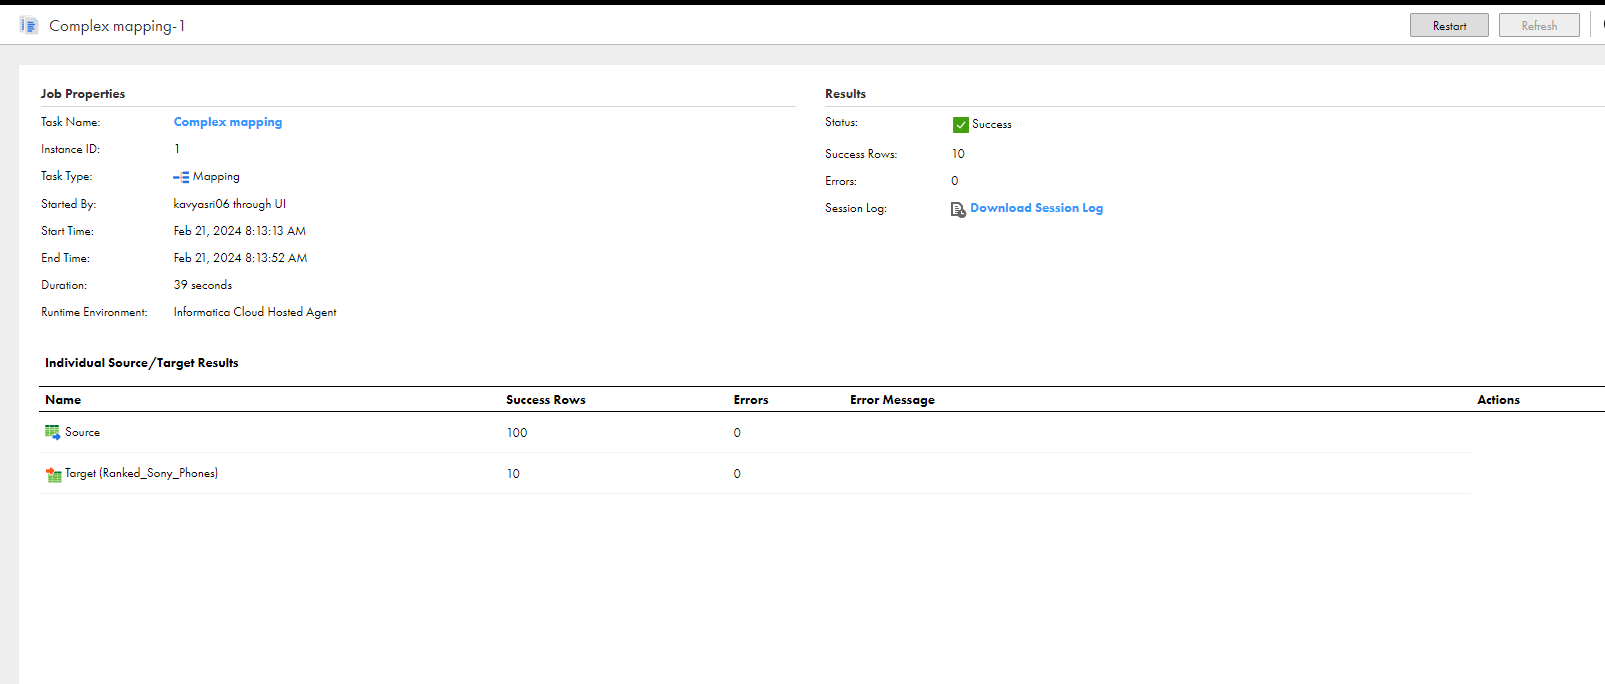 Complex mapping-1
Restart
Refresh
Job Properties
Task Name: Complex mapping
Instance ID: 1
Task Type: Mapping
Started By: kavyasri06 through UI
Start Time: Feb 21, 2024 8:13:13 AM
End Time: Feb 21, 2024 8:13:52 AM
Duration: 39 seconds
Runtime Environment: Informatica Cloud Hosted Agent
Results
Status: Success
Success Rows: 10
Errors: 0
Session Log: Download Session Log
Individual Source/Target Results
Name Success Rows Errors Error Message Actions
Source 100 0
Target (Ranked_Sony_Phones) 10 0